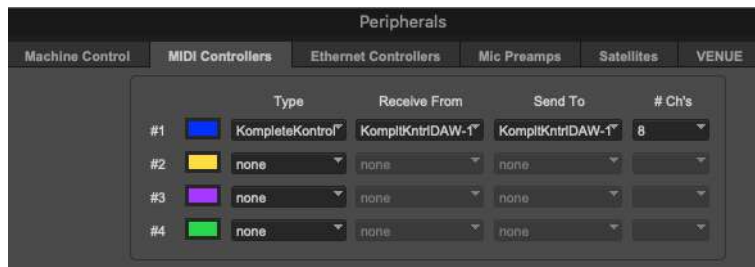 Peripherals
Machine Control MIDI Controllers Ethernet Controllers Mic Preamps Satellites VENUE
Type Receive From Send To # Ch's
#1 KompleteKontrol KompltKntrlDAW-1 KompltKntrlDAW-1 8
#2 none none none
#3 none none none
#4 none none none